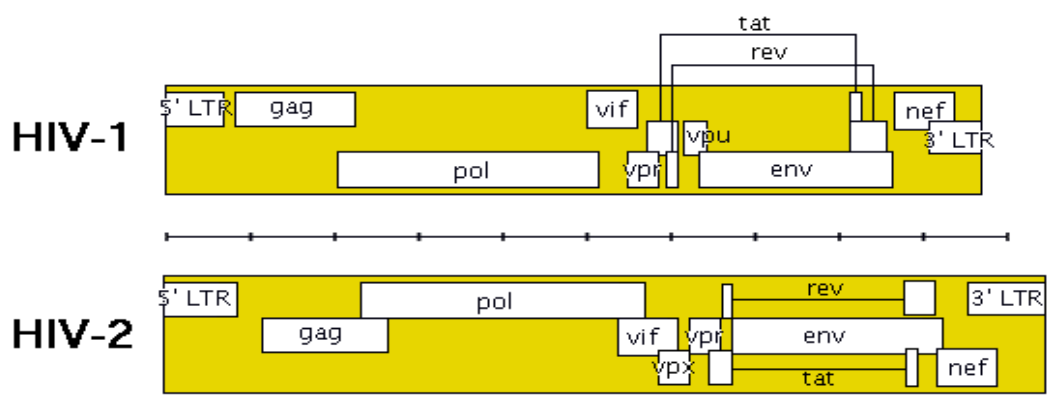 tat
rev
HIV-1
5' LTR
gag
vif
nef
vpu
3' LTR
vpr
pol
env
HIV-2
5' LTR
pol
rev
3' LTR
gag
vif
vpr
env
vpx
tat
nef